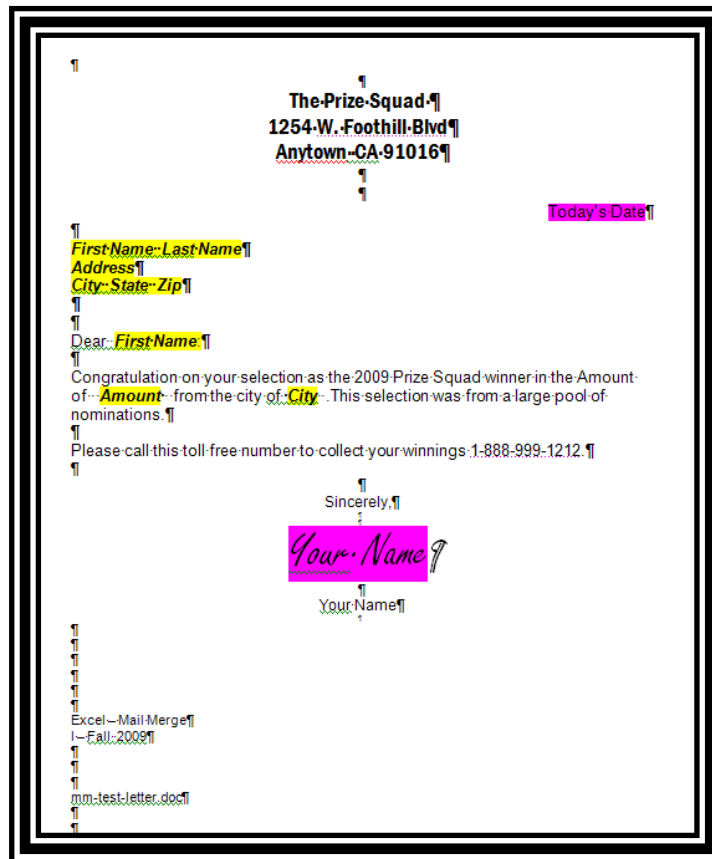 The Prize Squad
1254 W. Foothill Blvd
Anytown CA 91016
Today's Date
First Name Last Name
Address
City State Zip
Dear First Name:
Congratulation on your selection as the 2009 Prize Squad winner in the Amount
of Amount from the city of City .This selection was from a large pool of
nominations.
Please call this toll free number to collect your winnings 1-888-999-1212.
Sincerely,
Your Name
Your Name
Excel – Mail Merge
I – Fall 2009
mm-test-letter.doc